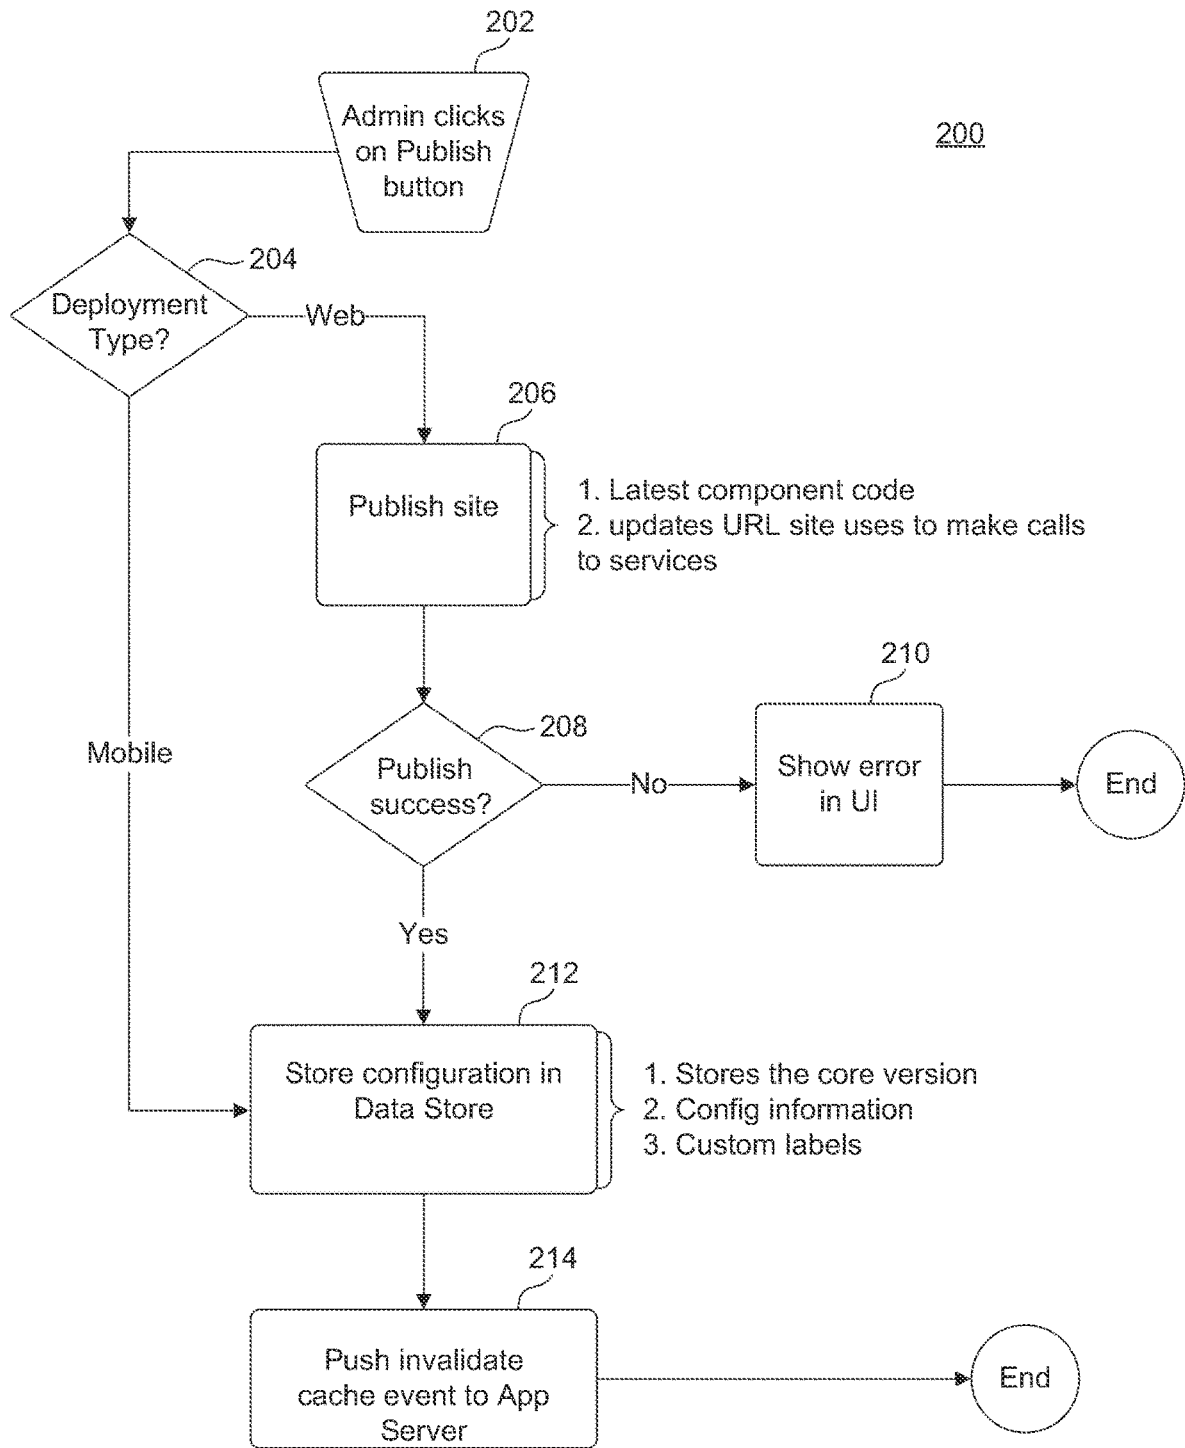 202
Admin clicks
on Publish
button
200
204
Deployment
Type?
Web
206
Publish site
1. Latest component code
2. updates URL site uses to make calls
to services
210
208
Mobile
Publish
success?
No
Show error
in UI
End
Yes
212
Store configuration in
Data Store
1. Stores the core version
2. Config information
3. Custom labels
214
Push invalidate
cache event to App
Server
End